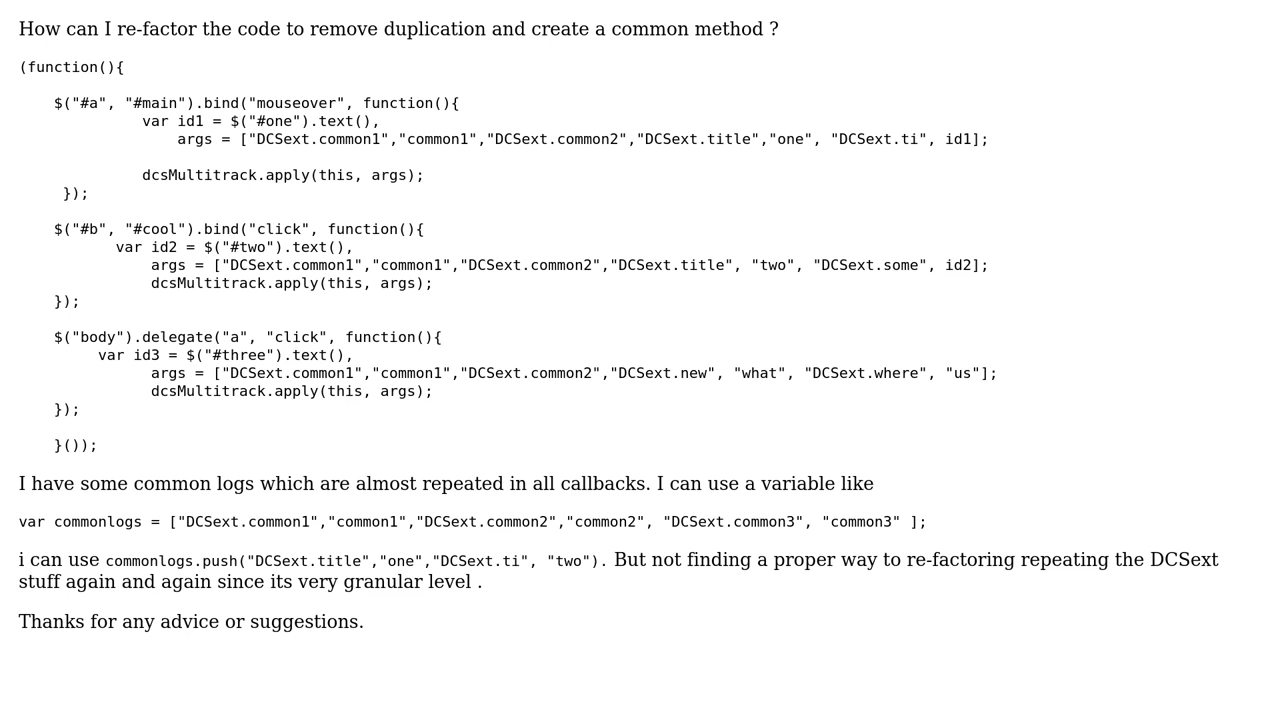 How can I re-factor the code to remove duplication and create a common method ?
(function(){
$("#a", "#main").bind("mouseover", function(){
var id1 = $("#one").text(),
args = ["DCSext.common1","common1","DCSext.common2","DCSext.title","one", "DCSext.ti", id1];
dcsMultitrack.apply(this, args);
});
$("#b", "#cool").bind("click", function(){
var id2 = $("#two").text(),
args = ["DCSext.common1","common1","DCSext.common2","DCSext.title", "two", "DCSext.some", id2];
dcsMultitrack.apply(this, args);
});
$("body").delegate("a", "click", function(){
var id3 = $("#three").text(),
args = ["DCSext.common1","common1","DCSext.common2","DCSext.new", "what", "DCSext.where", "us"];
dcsMultitrack.apply(this, args);
});
}());
I have some common logs which are almost repeated in all callbacks. I can use a variable like
var commonlogs = ["DCSext.common1","common1","DCSext.common2","common2", "DCSext.common3", "common3" ];
i can use commonlogs.push("DCSext.title","one","DCSext.ti", "two"). But not finding a proper way to re-factoring repeating the DCSext
stuff again and again since its very granular level .
Thanks for any advice or suggestions.